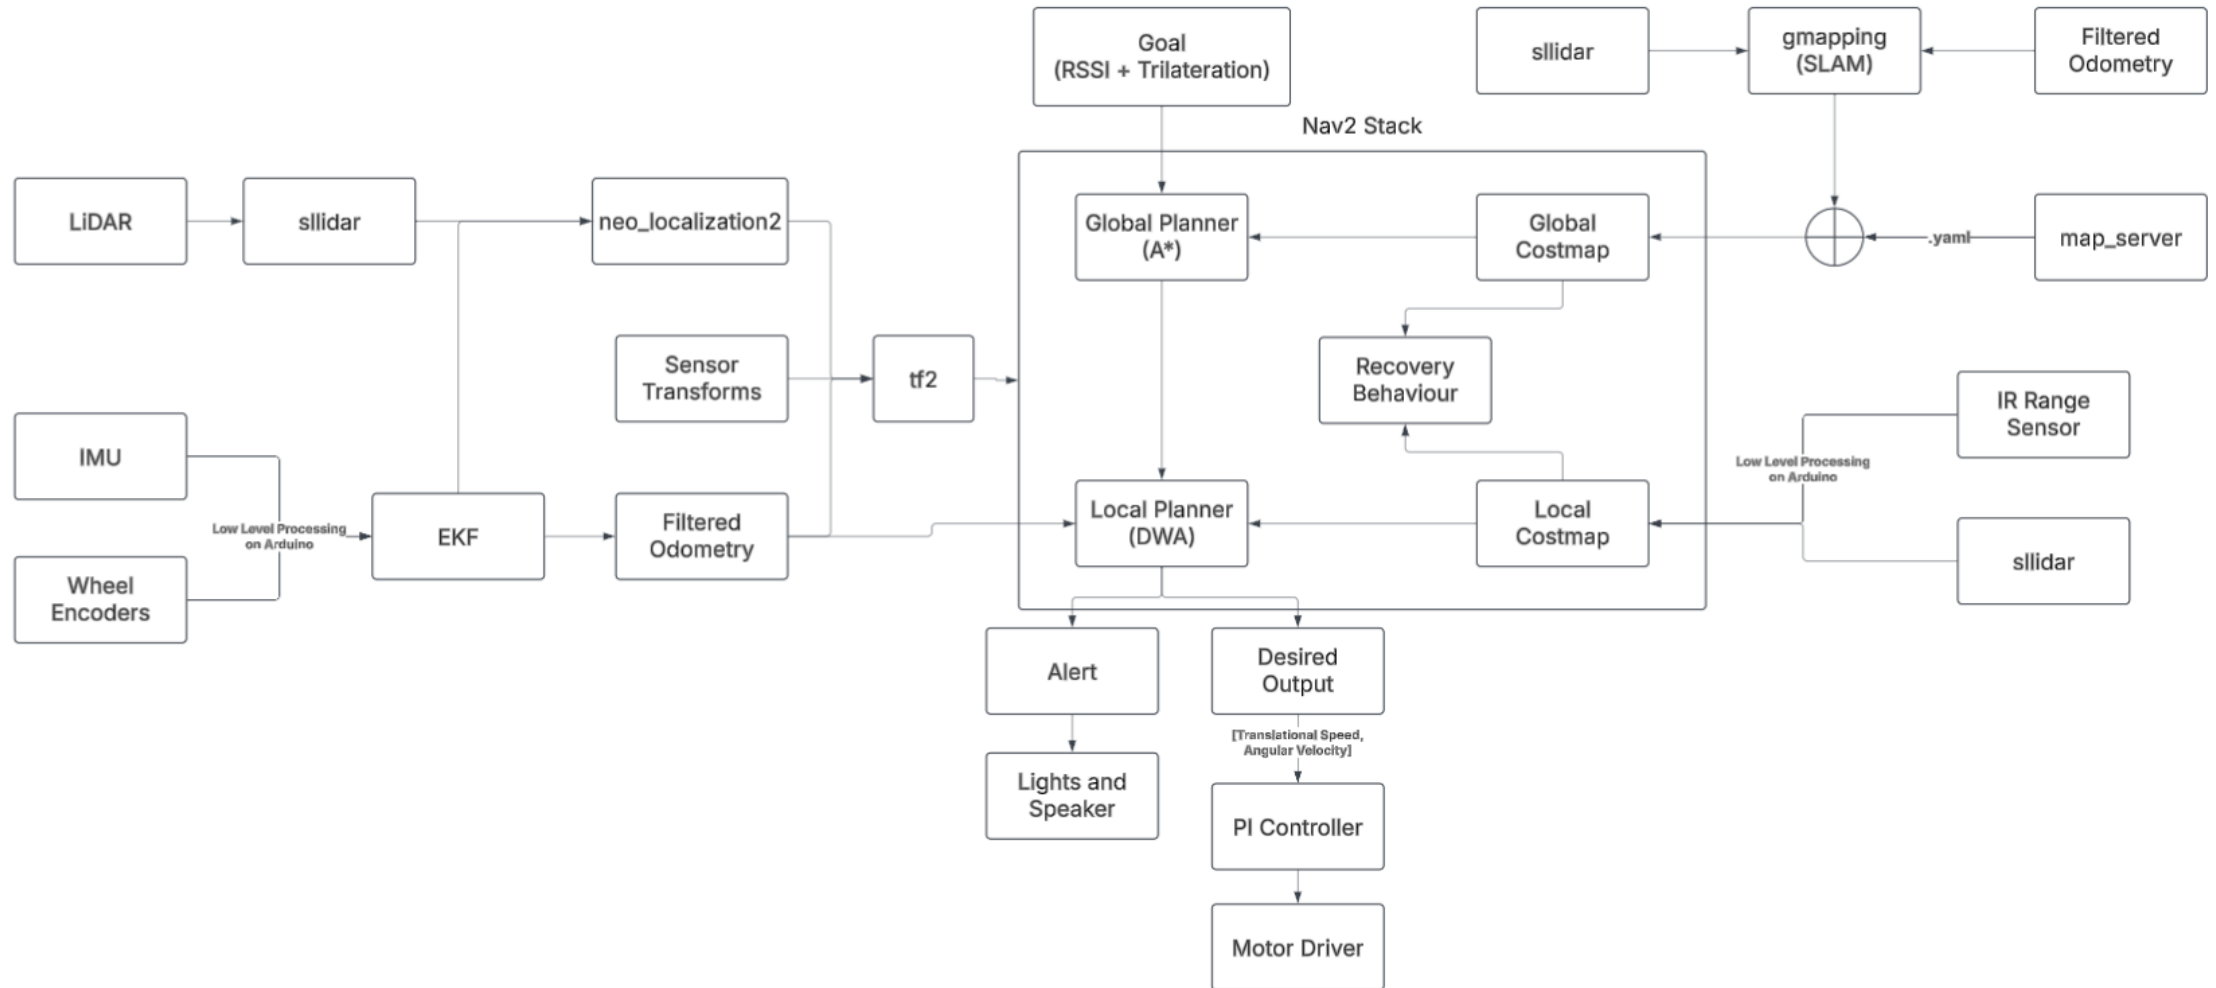 Goal
(RSSI + Trilateration)
sllidar
gmapping
(SLAM)
Filtered
Odometry
Nav2 Stack
LiDAR
sllidar
neo_localization2
Global Planner
(A*)
Global
Costmap
.yaml
map_server
Sensor
Transforms
tf2
Recovery
Behaviour
IR Range
Sensor
IMU
Low Level Processing
on Arduino
Wheel
Encoders
Low Level Processing
on Arduino
EKF
Filtered
Odometry
Local Planner
(DWA)
Local
Costmap
sllidar
Alert
Desired
Output
[Translational Speed,
Angular Velocity]
Lights and
Speaker
PI Controller
Motor Driver